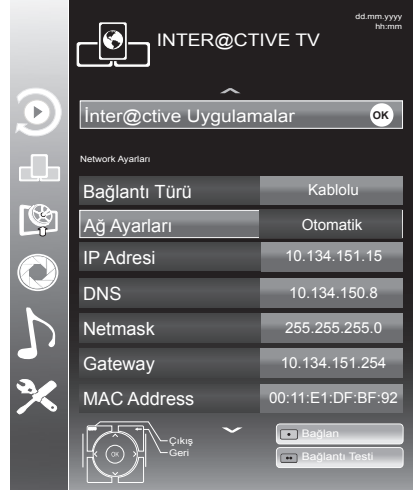 dd.mm.yyyy
hh:mm
INTER@CTIVE TV
İnter@ctive Uygulamalar
OK
Network Ayarları
Bağlantı Türü Kablolu
Ağ Ayarları Otomatik
IP Adresi 10.134.151.15
DNS 10.134.150.8
Netmask 255.255.255.0
Gateway 10.134.151.254
MAC Address 00:11:E1:DF:BF:92
OK
Çıkış
Geri
Bağlan
Bağlantı Testi